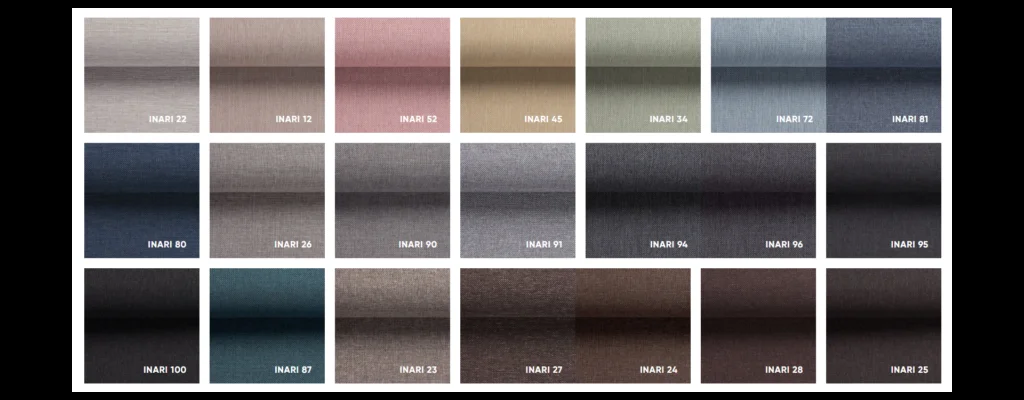 INARI 22
INARI 12
INARI 52
INARI 45
INARI 34
INARI 72
INARI 81
INARI 80
INARI 26
INARI 90
INARI 91
INARI 94
INARI 96
INARI 95
INARI 100
INARI 87
INARI 23
INARI 27
INARI 24
INARI 28
INARI 25